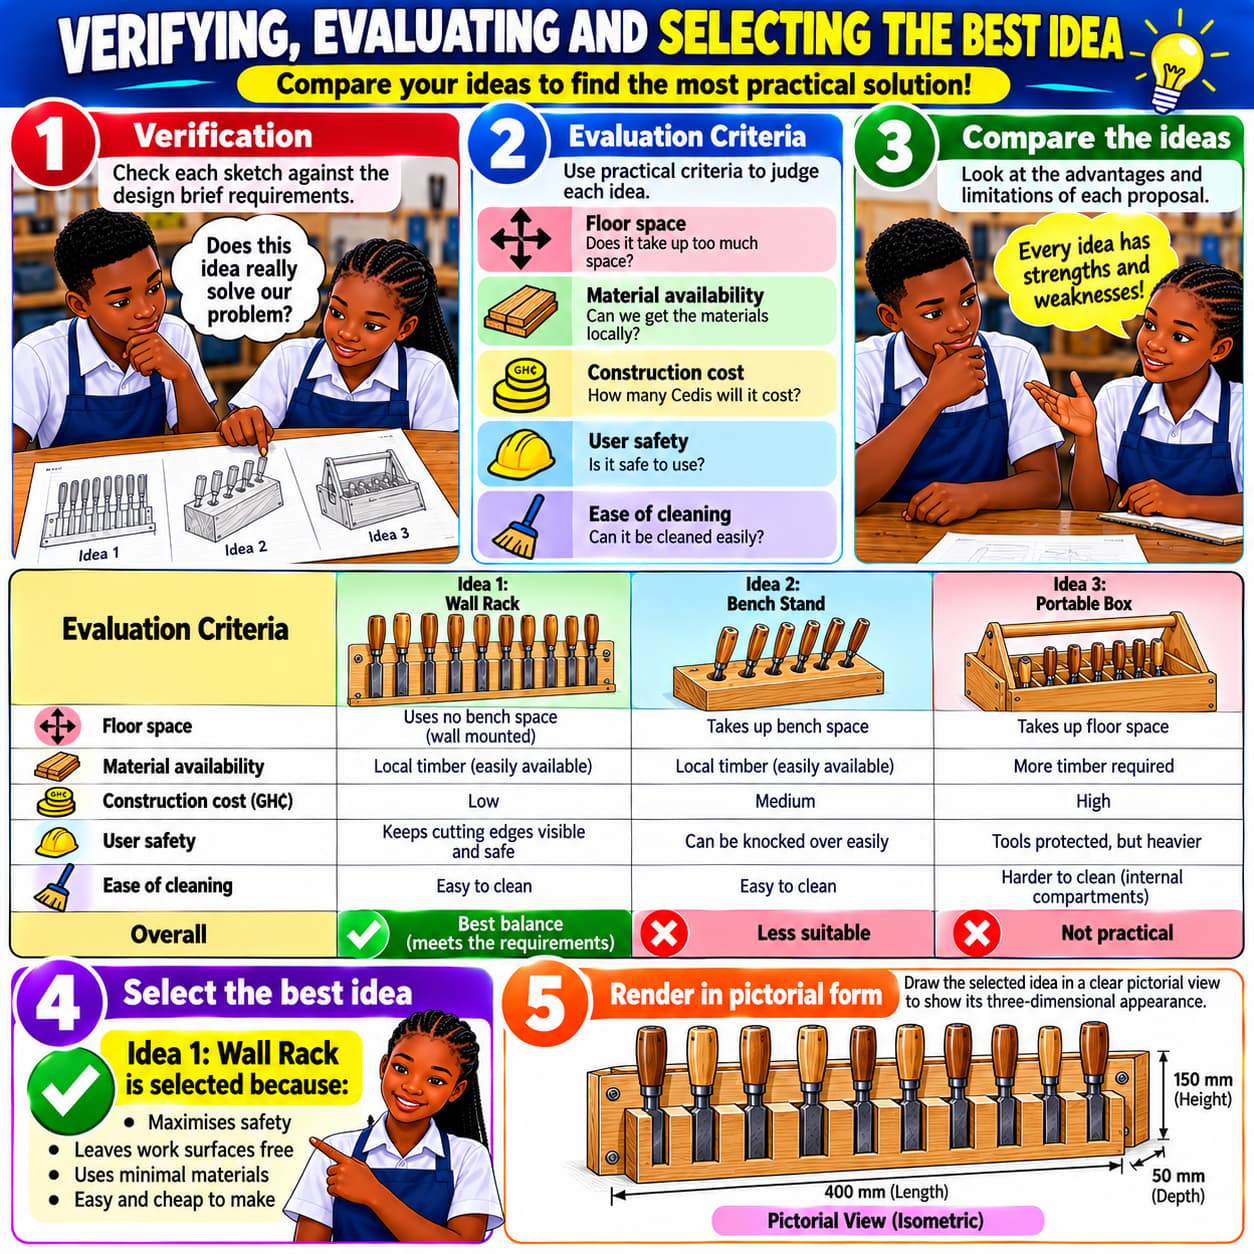 VERIFYING, EVALUATING AND SELECTING THE BEST IDEA
Compare your ideas to find the most practical solution!
1
Verification
Check each sketch against the
design brief requirements.
Does this
idea really
solve our
problem?
Idea 1
Idea 2
Idea 3
2
Evaluation Criteria
Use practical criteria to judge
each idea.
Floor space
Does it take up too much
space?
Material availability
Can we get the materials
locally?
GH₵
Construction cost
How many Cedis will it cost?
User safety
Is it safe to use?
Ease of cleaning
Can it be cleaned easily?
3
Compare the ideas
Look at the advantages and
limitations of each proposal.
Every idea has
strengths and
weaknesses!
Evaluation Criteria
Idea 1:
Wall Rack
Idea 2:
Bench Stand
Idea 3:
Portable Box
Floor space
Uses no bench space
(wall mounted)
Takes up bench space
Takes up floor space
Material availability
Local timber (easily available)
Local timber (easily available)
More timber required
GH₵
Construction cost (GH₵)
Low
Medium
High
User safety
Keeps cutting edges visible
and safe
Can be knocked over easily
Tools protected, but heavier
Ease of cleaning
Easy to clean
Easy to clean
Harder to clean (internal
compartments)
Overall
Best balance
(meets the requirements)
Less suitable
Not practical
4
Select the best idea
Idea 1: Wall Rack
is selected because:
• Maximises safety
• Leaves work surfaces free
• Uses minimal materials
• Easy and cheap to make
5
Render in pictorial form
Draw the selected idea in a clear pictorial view
to show its three-dimensional appearance.
150 mm
(Height)
50 mm
(Depth)
400 mm (Length)
Pictorial View (Isometric)